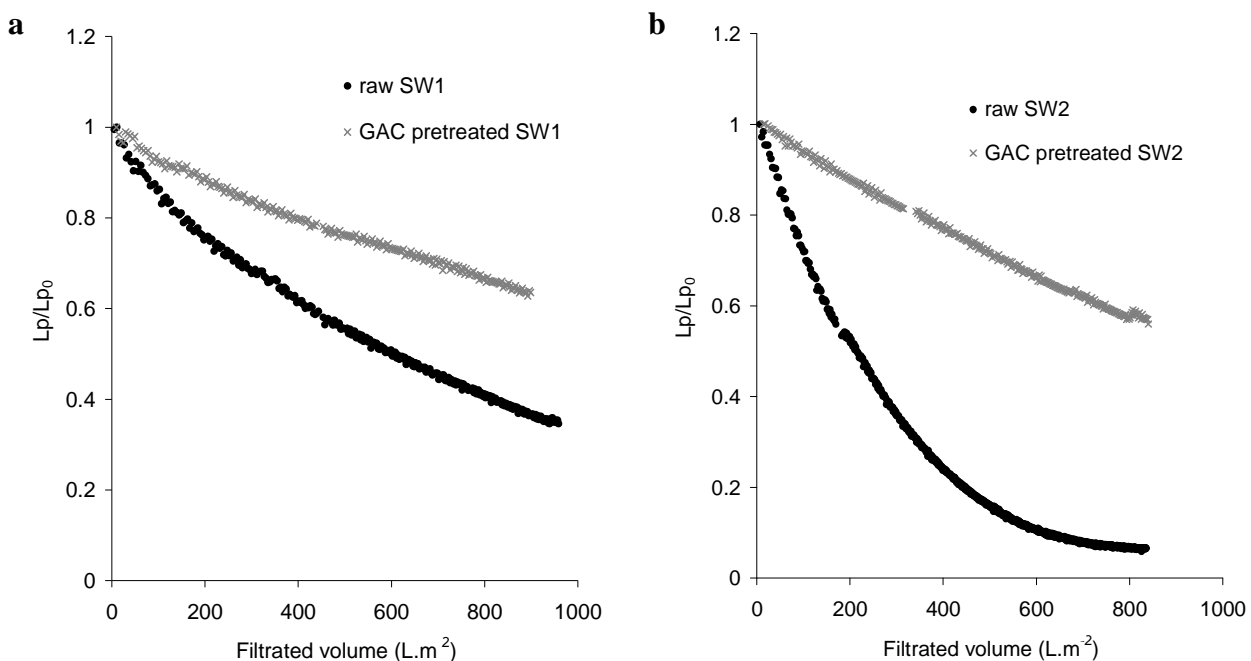 a
1.2
1
0.8
0.6
0.4
0.2
0
Lp/Lp₀
0 200 400 600 800 1000
Filtrated volume (L.m²)
raw SW1
GAC pretreated SW1
b
1.2
1
0.8
0.6
0.4
0.2
0
Lp/Lp₀
0 200 400 600 800 1000
Filtrated volume (L.m⁻²)
raw SW2
GAC pretreated SW2